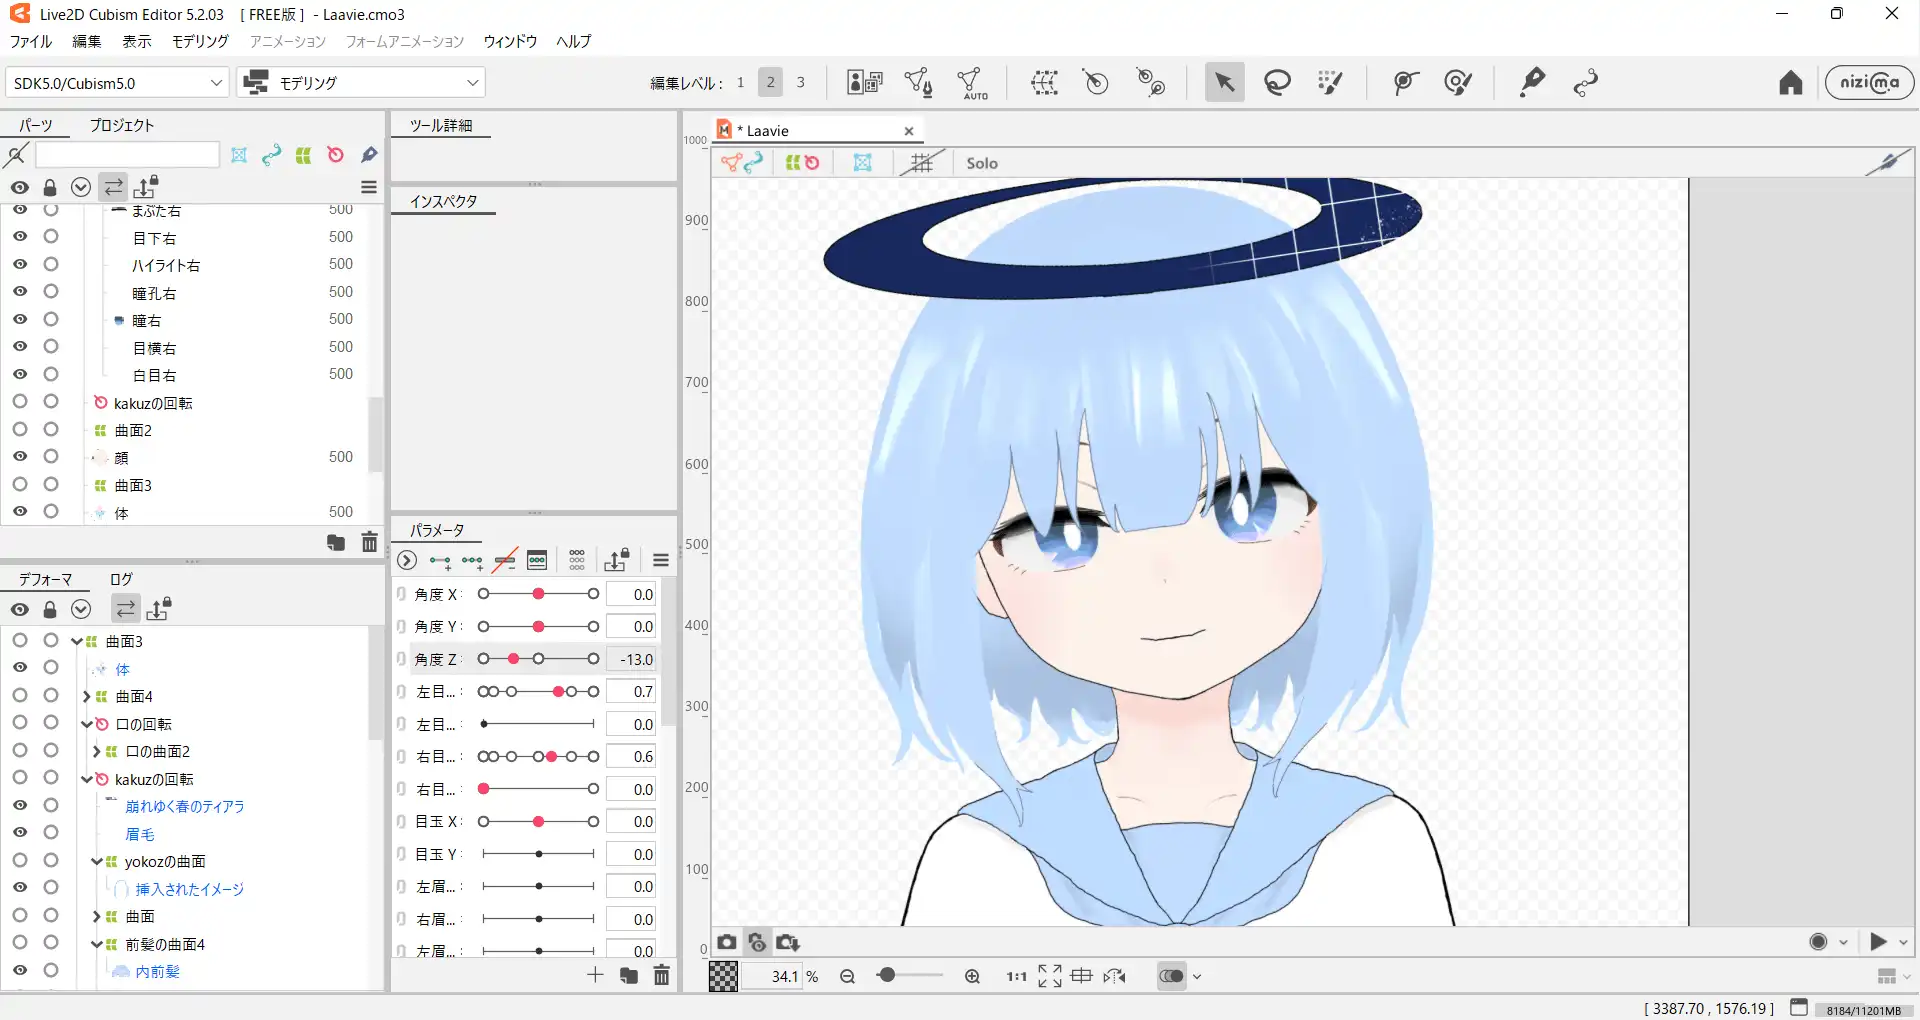 Live2D Cubism Editor 5.2.03 [ FREE版 ] - Laavie.cmo3
ファイル 編集 表示 モデリング アニメーション フォームアニメーション ウィンドウ ヘルプ
SDK5.0/Cubism5.0 モデリング 編集レベル : 1 2 3 AUTO nizima
パーツ プロジェクト
まぶた右 500
目下右 500
ハイライト右 500
瞳孔右 500
瞳右 500
目横右 500
白目右 500
kakuzの回転
曲面2
顔 500
曲面3
体 500
デフォーマ ログ
曲面3
体
曲面4
口の回転
口の曲面2
kakuzの回転
崩れゆく春のティアラ
眉毛
yokozの曲面
挿入されたイメージ
曲面
前髪の曲面4
内前髪
ツール詳細
インスペクタ
パラメータ
角度 X 0.0
角度 Y 0.0
角度 Z -13.0
左目... 0.7
左目... 0.0
右目... 0.6
右目... 0.0
目玉 X 0.0
目玉 Y 0.0
左眉... 0.0
右眉... 0.0
左眉... 0.0
* Laavie
Solo
1000
900
800
700
600
500
400
300
200
100
0
34.1 % 1:1
[ 3387.70 , 1576.19 ] 8184/11201MB